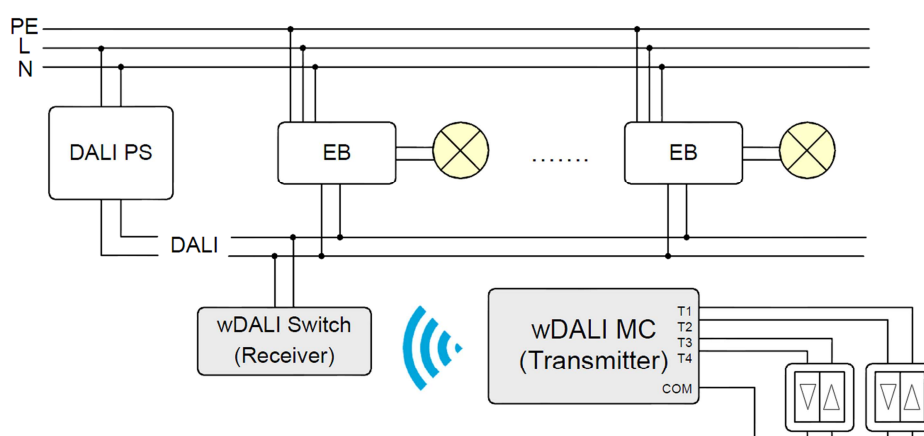 PE
L
N
DALI PS
EB
.......
EB
DALI
wDALI Switch
(Receiver)
wDALI MC
(Transmitter)
T1
T2
T3
T4
COM